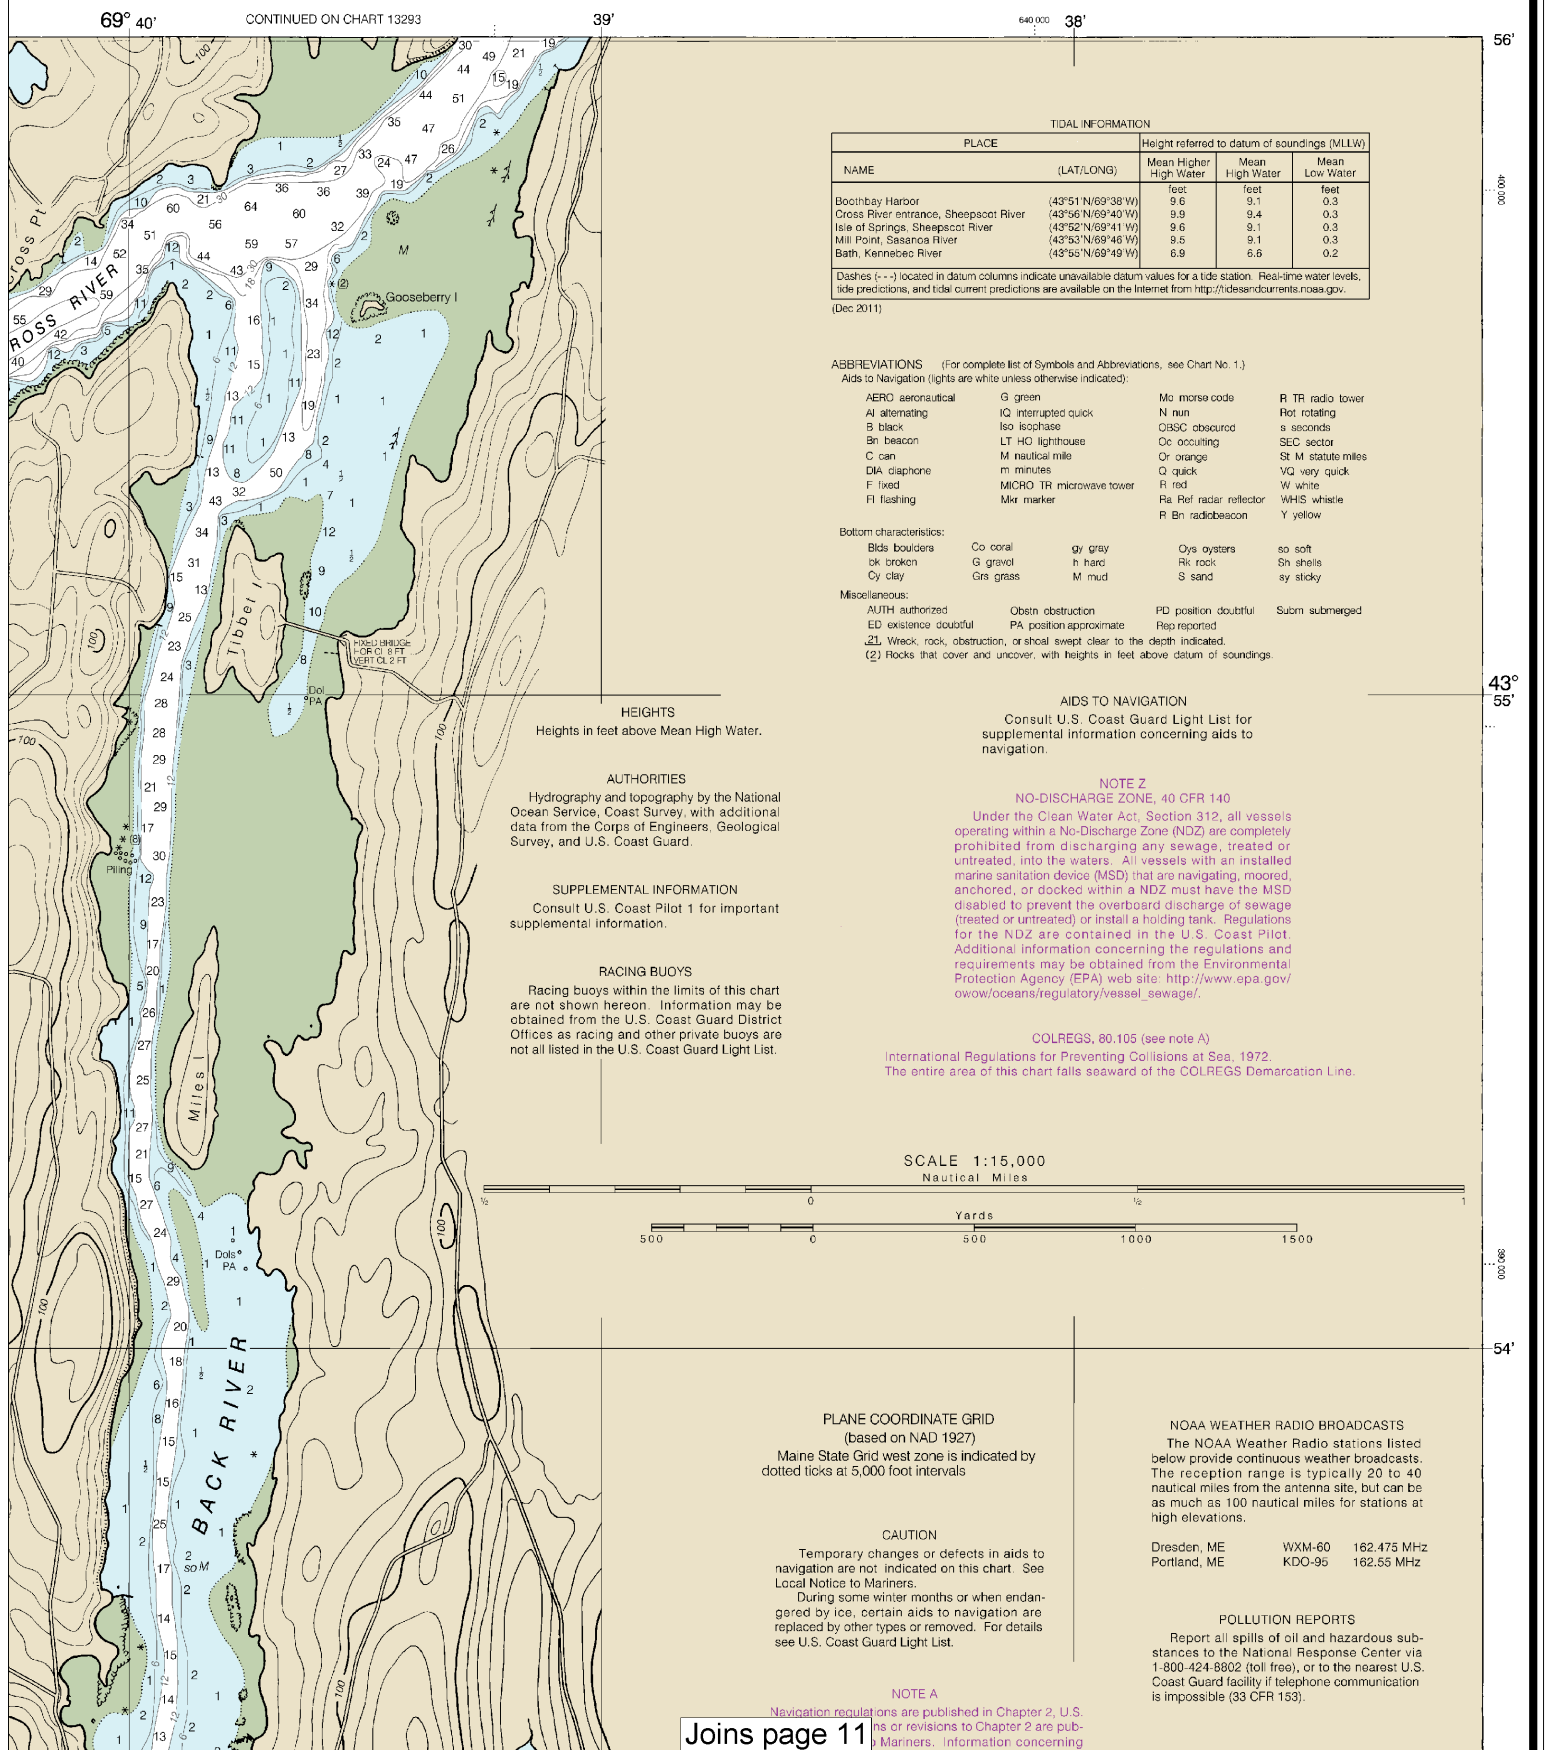 69° 40'
CONTINUED ON CHART 13293
39'
640 000
38'
56'
TIDAL INFORMATION
PLACE Height referred to datum of soundings (MLLW)
NAME (LAT/LONG) Mean Higher High Water Mean High Water Mean Low Water
feet feet feet
Boothbay Harbor (43°51'N/69°38'W) 9.6 9.1 0.3
Cross River entrance, Sheepscot River (43°56'N/69°40'W) 9.9 9.4 0.3
Isle of Springs, Sheepscot River (43°52'N/69°41'W) 9.6 9.1 0.3
Mill Point, Sasanoa River (43°53'N/69°46'W) 9.5 9.1 0.3
Bath, Kennebec River (43°55'N/69°49'W) 6.9 6.6 0.2
Dashes (- - -) located in datum columns indicate unavailable datum values for a tide station. Real-time water levels,
tide predictions, and tidal current predictions are available on the Internet from http://tidesandcurrents.noaa.gov.
(Dec 2011)
ABBREVIATIONS (For complete list of Symbols and Abbreviations, see Chart No. 1.)
Aids to Navigation (lights are white unless otherwise indicated):
AERO aeronautical G green Mo morse code R TR radio tower
Al alternating IQ interrupted quick N nun Rot rotating
B black Iso isophase OBSC obscured s seconds
Bn beacon LT HO lighthouse Oc occulting SEC sector
C can M nautical mile Or orange St M statute miles
DIA diaphone m minutes Q quick VQ very quick
F fixed MICRO TR microwave tower R red W white
Fl flashing Mkr marker Ra Ref radar reflector WHIS whistle
R Bn radiobeacon Y yellow
Bottom characteristics:
Blds boulders Co coral gy gray Oys oysters so soft
bk broken G gravel h hard Rk rock Sh shells
Cy clay Grs grass M mud S sand sy sticky
Miscellaneous:
AUTH authorized Obstn obstruction PD position doubtful Subm submerged
ED existence doubtful PA position approximate Rep reported
21 Wreck, rock, obstruction, or shoal swept clear to the depth indicated.
(2) Rocks that cover and uncover, with heights in feet above datum of soundings.
43°
55'
HEIGHTS
Heights in feet above Mean High Water.
AUTHORITIES
Hydrography and topography by the National
Ocean Service, Coast Survey, with additional
data from the Corps of Engineers, Geological
Survey, and U.S. Coast Guard.
SUPPLEMENTAL INFORMATION
Consult U.S. Coast Pilot 1 for important
supplemental information.
RACING BUOYS
Racing buoys within the limits of this chart
are not shown hereon. Information may be
obtained from the U.S. Coast Guard District
Offices as racing and other private buoys are
not all listed in the U.S. Coast Guard Light List.
AIDS TO NAVIGATION
Consult U.S. Coast Guard Light List for
supplemental information concerning aids to
navigation.
NOTE Z
NO-DISCHARGE ZONE, 40 CFR 140
Under the Clean Water Act, Section 312, all vessels
operating within a No-Discharge Zone (NDZ) are completely
prohibited from discharging any sewage, treated or
untreated, into the waters. All vessels with an installed
marine sanitation device (MSD) that are navigating, moored,
anchored, or docked within a NDZ must have the MSD
disabled to prevent the overboard discharge of sewage
(treated or untreated) or install a holding tank. Regulations
for the NDZ are contained in the U.S. Coast Pilot.
Additional information concerning the regulations and
requirements may be obtained from the Environmental
Protection Agency (EPA) web site: http://www.epa.gov/
owow/oceans/regulatory/vessel_sewage/.
COLREGS, 80.105 (see note A)
International Regulations for Preventing Collisions at Sea, 1972.
The entire area of this chart falls seaward of the COLREGS Demarcation Line.
SCALE 1:15,000
Nautical Miles
½ 0 ½ 1
Yards
500 0 500 1000 1500
54'
PLANE COORDINATE GRID
(based on NAD 1927)
Maine State Grid west zone is indicated by
dotted ticks at 5,000 foot intervals
CAUTION
Temporary changes or defects in aids to
navigation are not indicated on this chart. See
Local Notice to Mariners.
During some winter months or when endan-
gered by ice, certain aids to navigation are
replaced by other types or removed. For details
see U.S. Coast Guard Light List.
NOTE A
Navigation regulations are published in Chapter 2, U.S.
ns or revisions to Chapter 2 are pub-
Mariners. Information concerning
NOAA WEATHER RADIO BROADCASTS
The NOAA Weather Radio stations listed
below provide continuous weather broadcasts.
The reception range is typically 20 to 40
nautical miles from the antenna site, but can be
as much as 100 nautical miles for stations at
high elevations.
Dresden, ME WXM-60 162.475 MHz
Portland, ME KDO-95 162.55 MHz
POLLUTION REPORTS
Report all spills of oil and hazardous sub-
stances to the National Response Center via
1-800-424-8802 (toll free), or to the nearest U.S.
Coast Guard facility if telephone communication
is impossible (33 CFR 153).
Joins page 11
ross Pt
ROSS RIVER
Gooseberry I
M
Tibbet I
FIXED BRIDGE
HOR CL 8 FT
VERT CL 2 FT
Dol
PA
Piling
Miles I
Dols
PA
BACK RIVER
so M